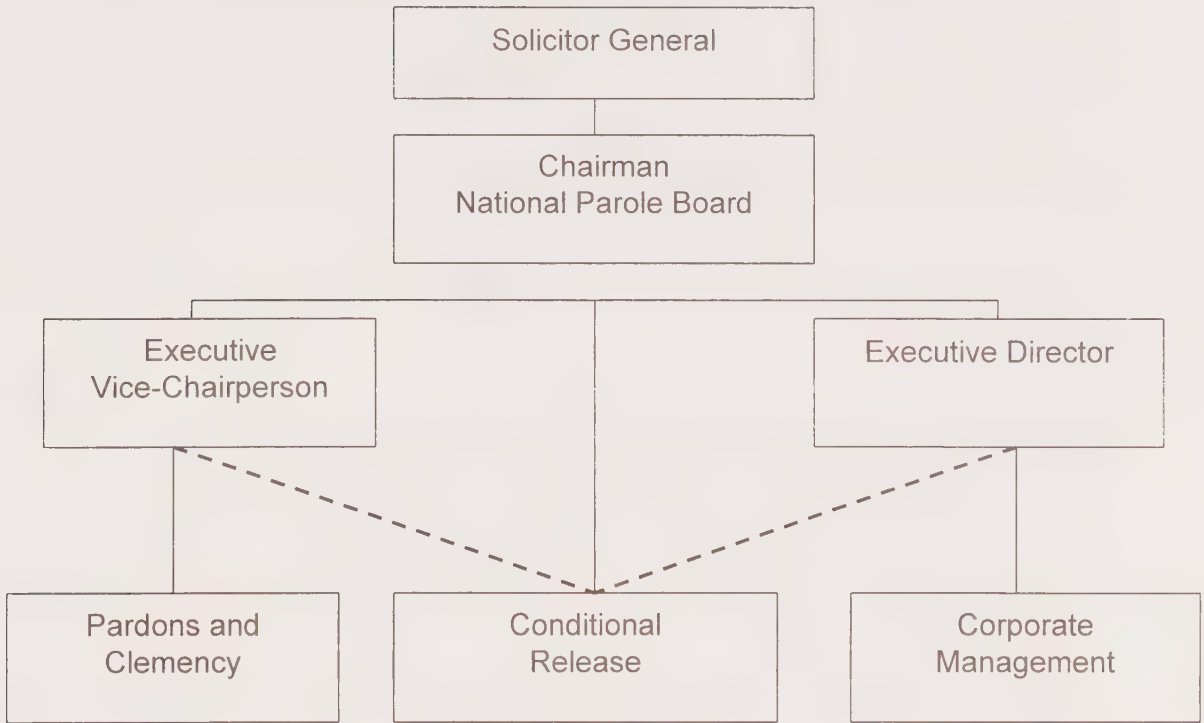 Solicitor General
Chairman
National Parole Board
Executive
Vice-Chairperson
Executive Director
Pardons and
Clemency
Conditional
Release
Corporate
Management